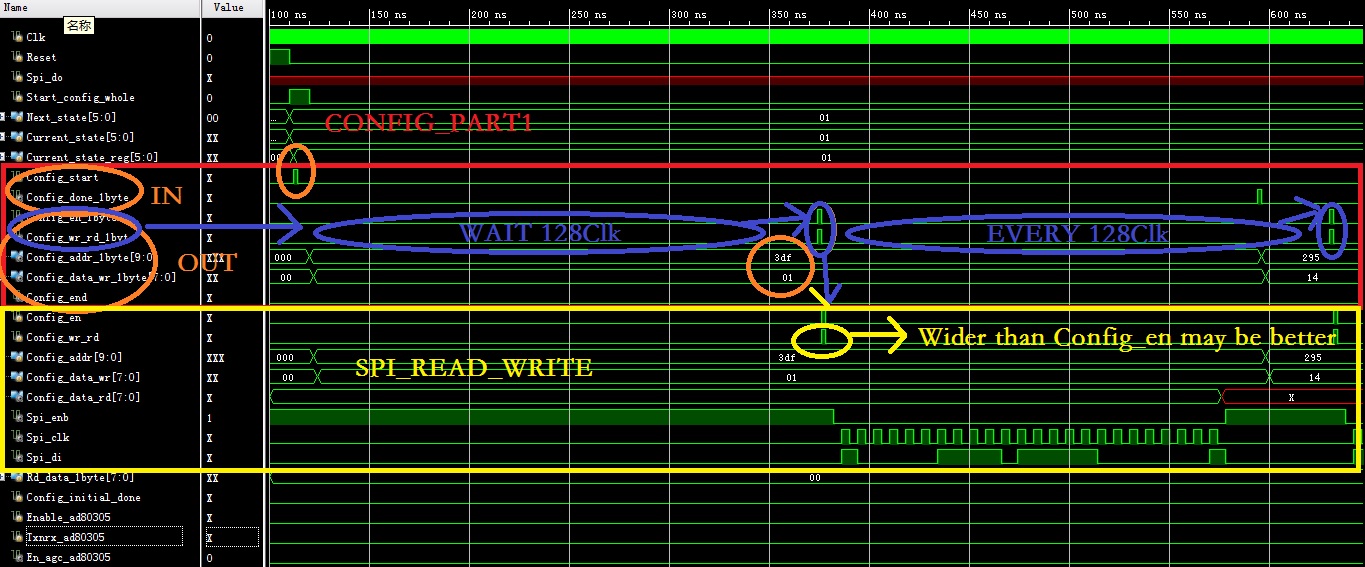 Name Value 100 ns 150 ns 200 ns 250 ns 300 ns 350 ns 400 ns 450 ns 500 ns 550 ns 600 ns
名称
Clk 0
Reset 0
Spi_do X
Start_config_whole 0
Next_state[5:0] 00 ... 01
Current_state[5:0] XX ... 01
CONFIG_PART1
Current_state_reg[5:0] XX 00 01
Config_start X
Config_done_1byte X
IN
Config_en_1byte X
Config_wr_rd_1byte X
WAIT 128Clk EVERY 128Clk
Config_addr_1byte[9:0] XXX 000 3df 295
OUT
Config_data_wr_1byte[7:0] XX 00 01 14
Config_end X
Config_en X
Config_wr_rd X
Wider than Config_en may be better
Config_addr[9:0] XXX 000 3df 295
SPI_READ_WRITE
Config_data_wr[7:0] XX 00 01 14
Config_data_rd[7:0] XX X
Spi_enb 1
Spi_clk X
Spi_di X
Rd_data_1byte[7:0] XX 00
Config_initial_done X
Enable_ad80305 X
Txnrx_ad80305 X
En_agc_ad80305 0